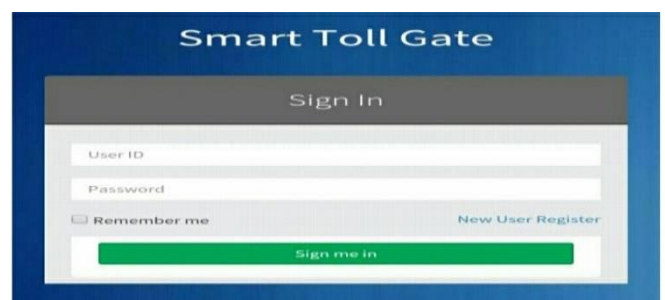 Smart Toll Gate
Sign In
User ID
Password
Remember me
New User Register
Sign me in